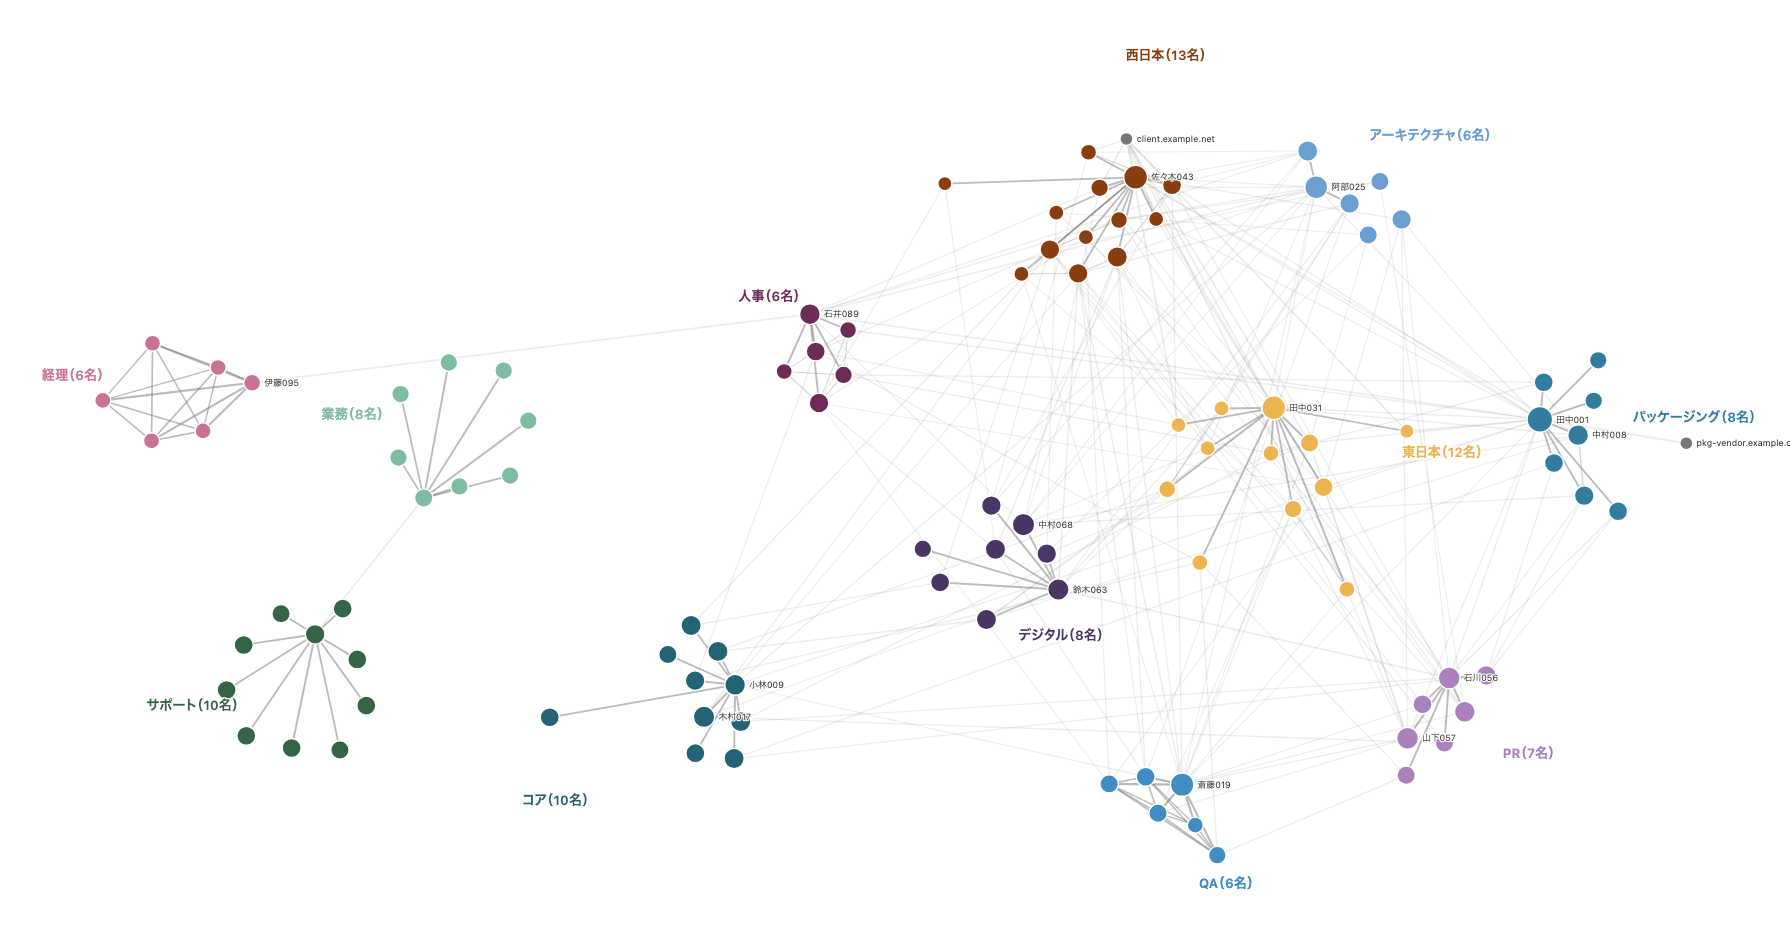 西日本（13名）
アーキテクチャ（6名）
client.example.net
佐々木043
阿部025
人事（6名）
石井089
経理（6名）
伊藤095
業務（8名）
田中031
田中001
パッケージング（8名）
中村008
pkg-vendor.example.c
東日本（12名）
中村068
鈴木063
デジタル（8名）
小林009
石川056
サポート（10名）
木村017
山下057
PR（7名）
斎藤019
コア（10名）
QA（6名）